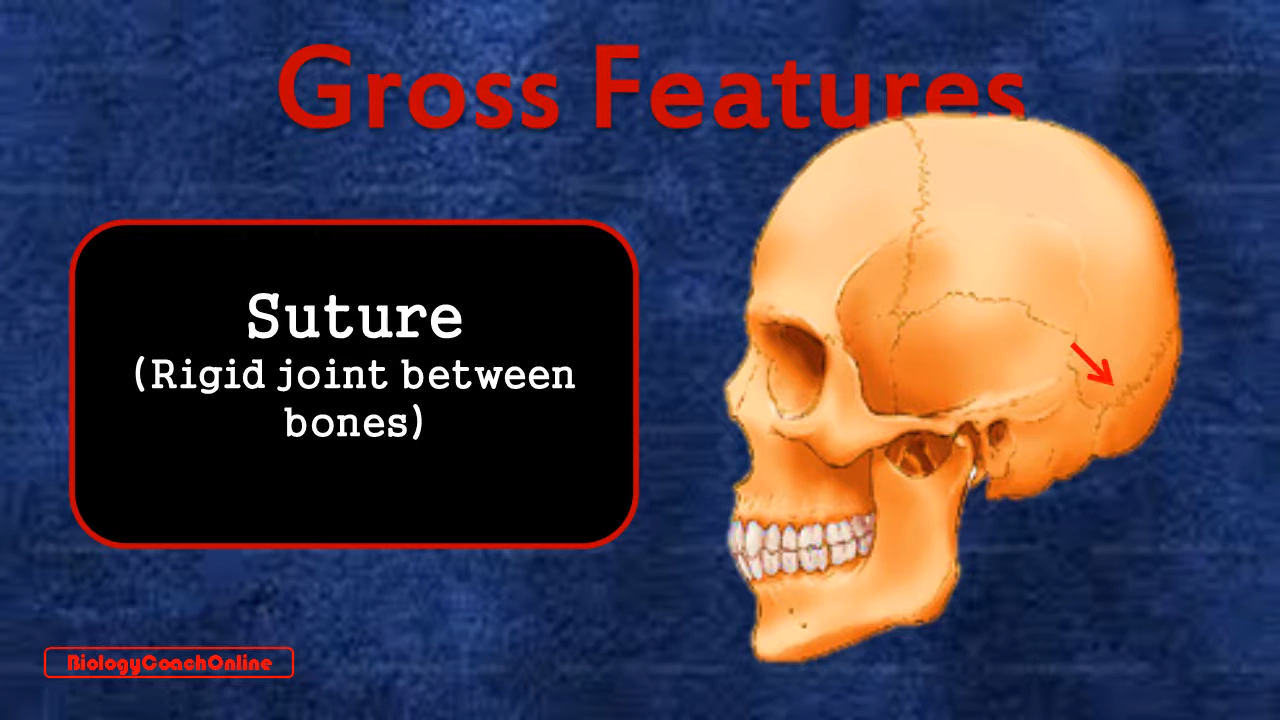 Gross Features
Suture
(Rigid joint between
bones)
BiologyCoachOnline